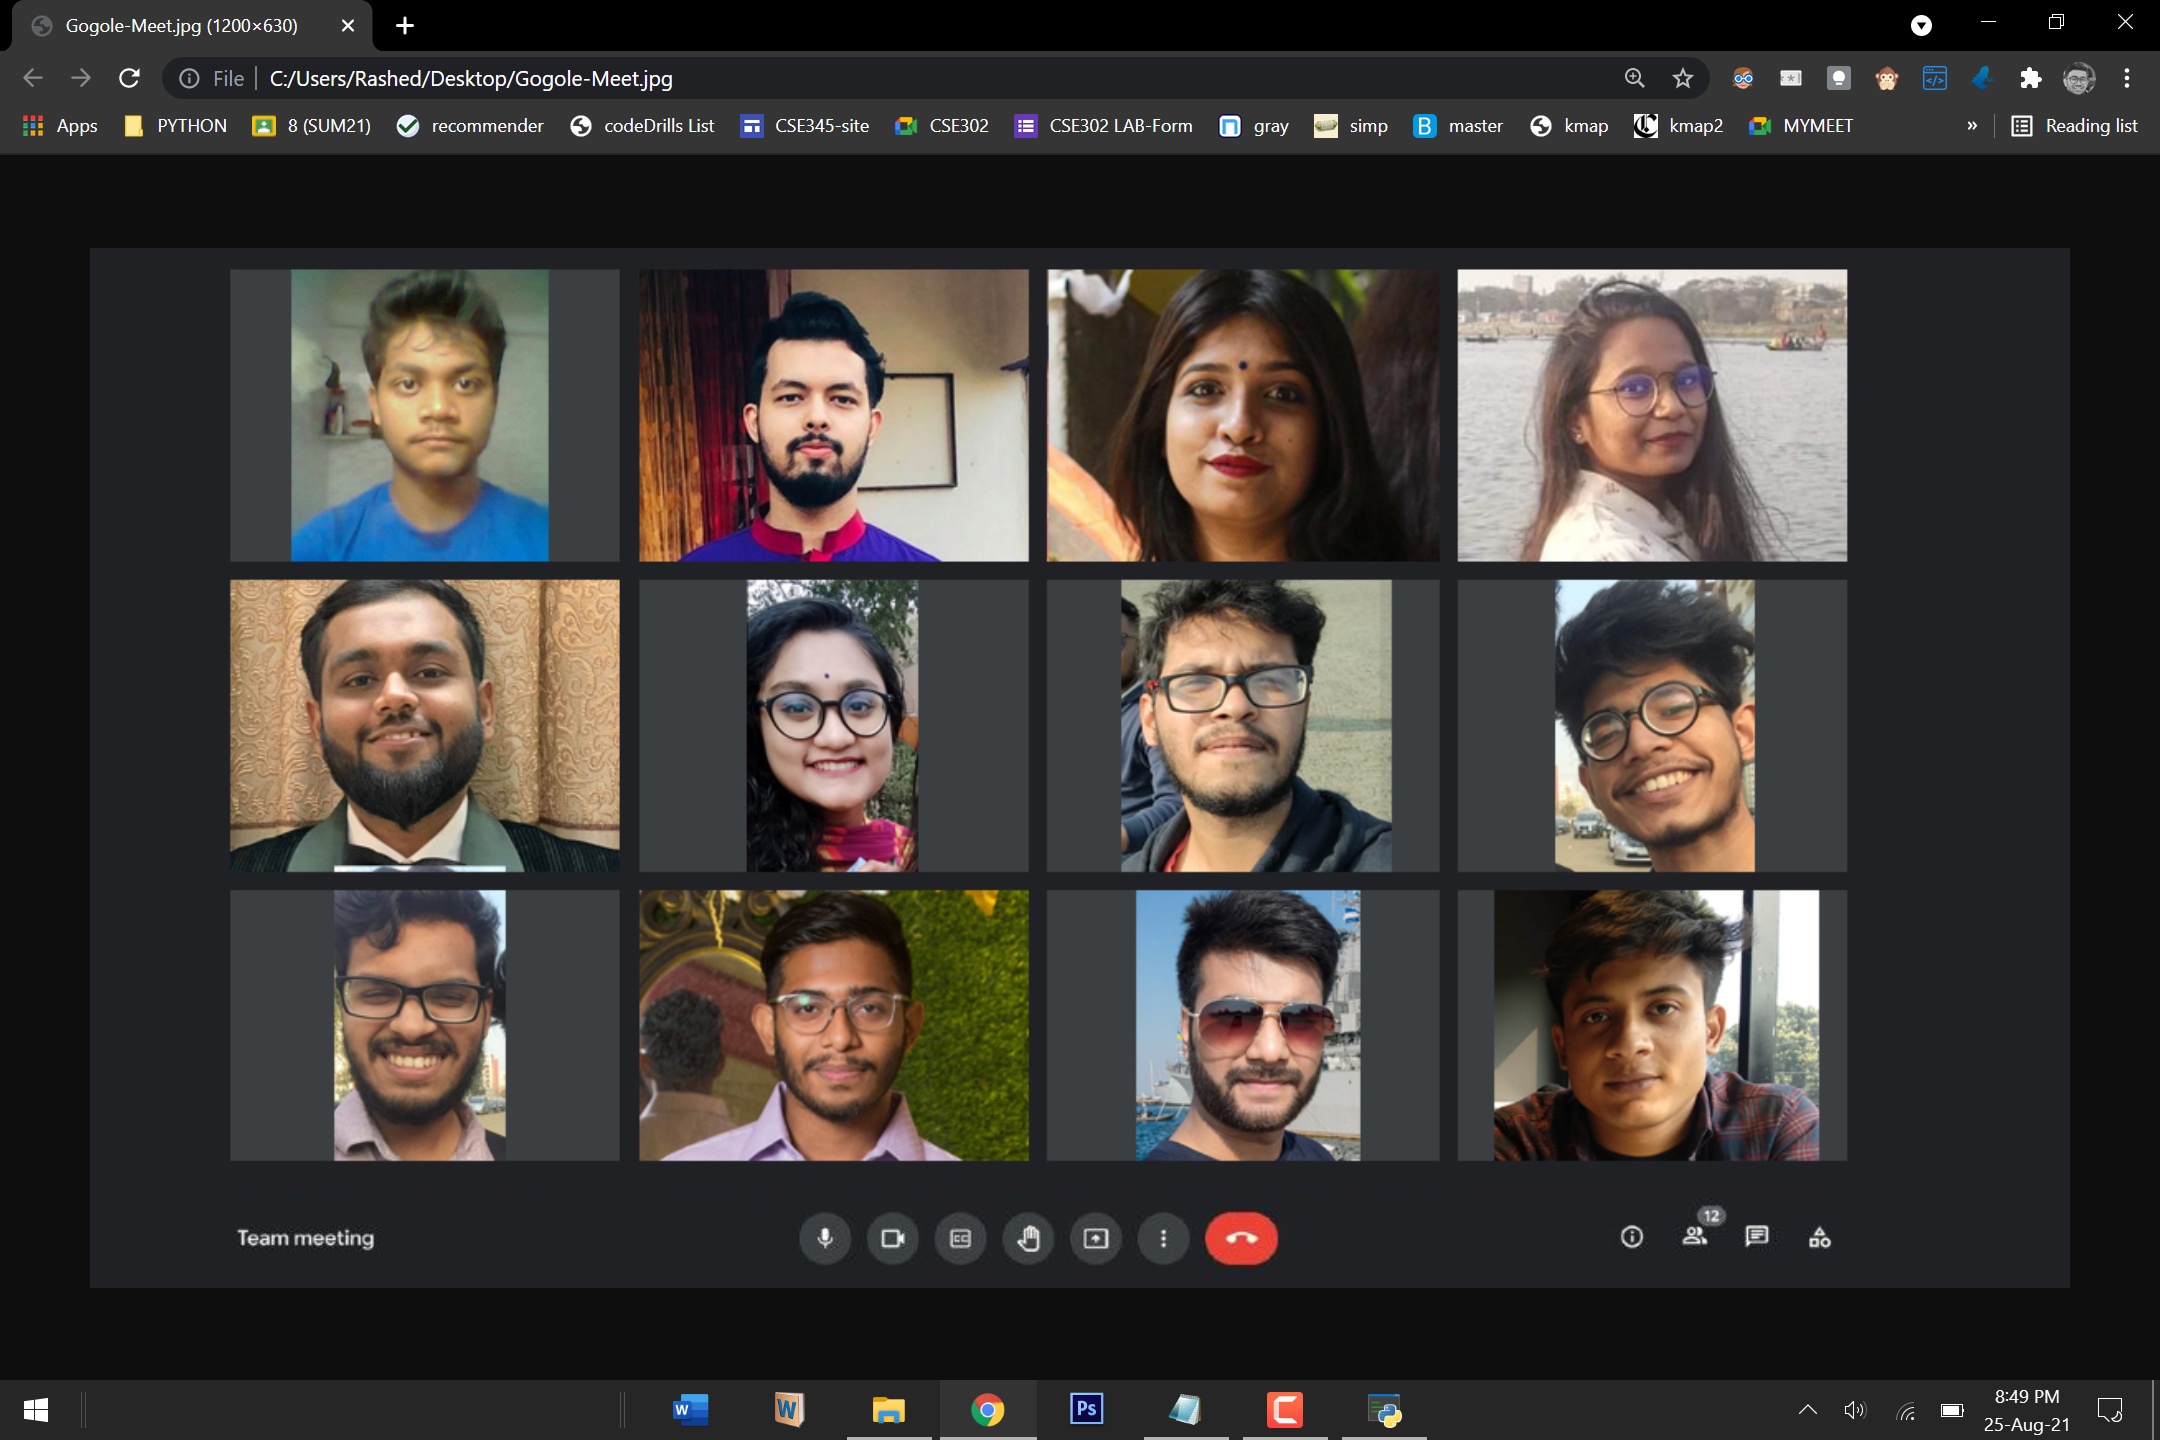 Gogole-Meet.jpg (1200×630)
File C:/Users/Rashed/Desktop/Gogole-Meet.jpg
Apps PYTHON 8 (SUM21) recommender codeDrills List CSE345-site CSE302 CSE302 LAB-Form gray simp B master kmap kmap2 MYMEET » Reading list
Team meeting CC 12
W W Ps C 8:49 PM
25-Aug-21